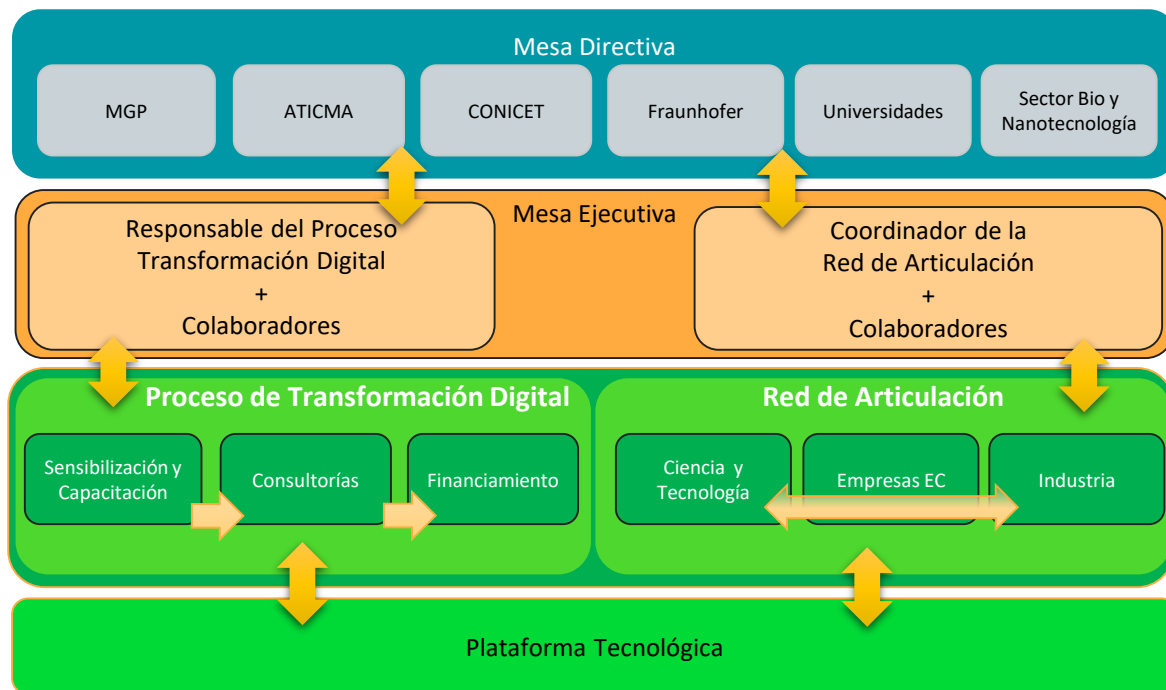 Mesa Directiva
MGP
ATICMA
CONICET
Fraunhofer
Universidades
Sector Bio y
Nanotecnología
Mesa Ejecutiva
Responsable del Proceso
Transformación Digital
+
Colaboradores
Coordinador de la
Red de Articulación
+
Colaboradores
Proceso de Transformación Digital
Sensibilización y
Capacitación
Consultorías
Financiamiento
Red de Articulación
Ciencia y
Tecnología
Empresas EC
Industria
Plataforma Tecnológica